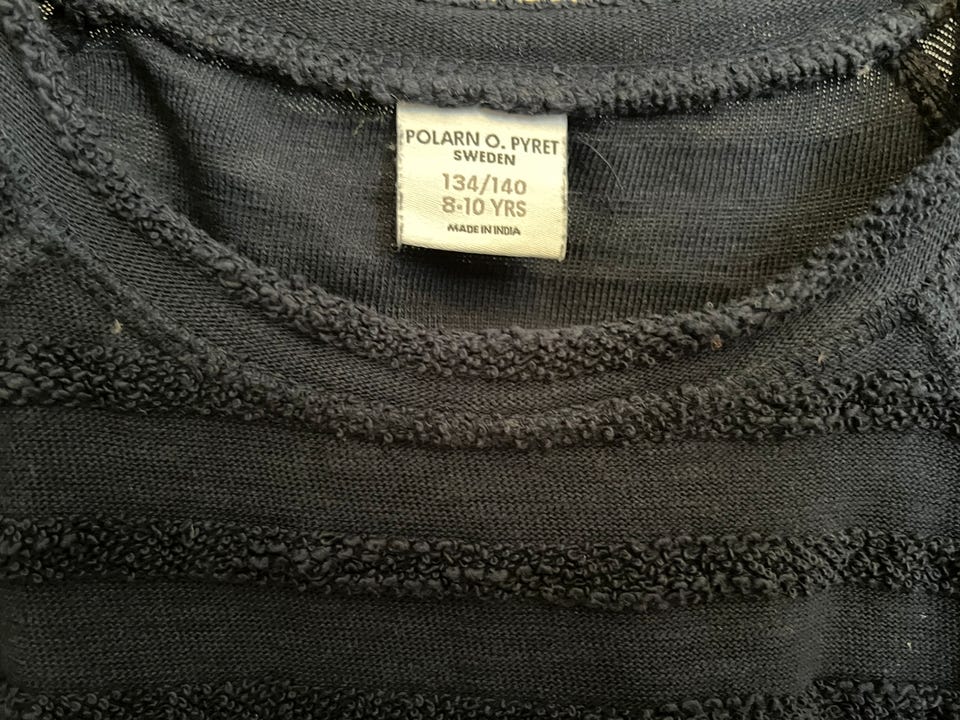 POLARN O. PYRET
SWEDEN
134/140
8-10 YRS
MADE IN INDIA